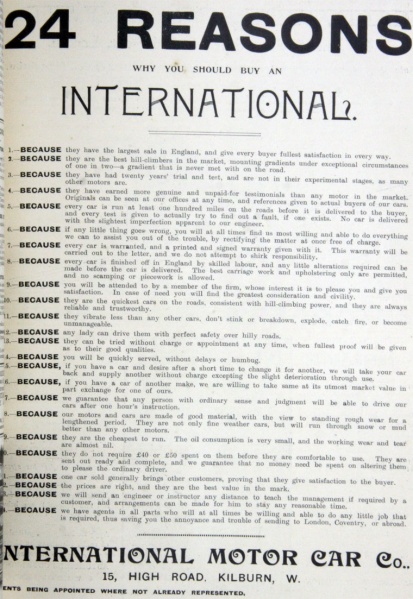 24 REASONS
WHY YOU SHOULD BUY AN
INTERNATIONAL.
1.—BECAUSE they have the largest sale in England, and give every buyer fullest satisfaction in every way.
2.—BECAUSE they are the best hill-climbers in the market, mounting gradients under exceptional circumstances
of one in two—a gradient that is never met with on the road.
3.—BECAUSE they have had twenty years' trial and test, and are not in their experimental stages, as many
other motors are.
4.—BECAUSE they have earned more genuine and unpaid-for testimonials than any motor in the market.
Originals can be seen at our offices at any time, and references given to actual buyers of our cars.
5.—BECAUSE every car is run at least one hundred miles on the roads before it is delivered to the buyer,
and every test is given to actually try to find out a fault, if one exists. No car is delivered
with the slightest imperfection apparent to our engineer.
6.—BECAUSE if any little thing goes wrong, you will at all times find us most willing and able to do everything
we can to assist you out of the trouble, by rectifying the matter at once free of charge.
7.—BECAUSE every car is warranted, and a printed and signed warranty given with it. This warranty will be
carried out to the letter, and we do not attempt to shirk responsibility.
BECAUSE every car is finished off in England by skilled labour, and any little alterations required can be
made before the car is delivered. The best carriage work and upholstering only are permitted,
and no scamping or piecework is allowed.
BECAUSE you will be attended to by a member of the firm, whose interest it is to please you and give you
satisfaction. In case of need you will find the greatest consideration and civility.
BECAUSE they are the quickest cars on the roads, consistent with hill-climbing power, and they are always
reliable and trustworthy.
BECAUSE they vibrate less than any other cars, don't stink or breakdown, explode, catch fire, or become
unmanageable.
BECAUSE any lady can drive them with perfect safety over hilly roads.
BECAUSE they can be tried without charge or appointment at any time, when fullest proof will be given
as to their good qualities.
BECAUSE you will be quickly served, without delays or humbug.
BECAUSE, if you have a car and desire after a short time to change it for another, we will take your car
back and supply another without charge excepting the slight deterioration through use.
BECAUSE, if you have a car of another make, we are willing to take same at its utmost market value in
part exchange for one of ours.
BECAUSE we guarantee that any person with ordinary sense and judgment will be able to drive our
cars after one hour's instruction.
BECAUSE our motors and cars are made of good material, with the view to standing rough wear for a
lengthened period. They are not only fine weather cars, but will run through snow or mud
better than any other motors.
BECAUSE they are the cheapest to run. The oil consumption is very small, and the working wear and tear
are almost nil.
BECAUSE they do not require £40 or £50 spent on them before they are comfortable to use. They are
sent out ready and complete, and we guarantee that no money need be spent on altering them
to please the ordinary driver.
BECAUSE one car sold generally brings other customers, proving that they give satisfaction to the buyer.
BECAUSE the prices are right, and they are the best value in the mark.
BECAUSE we will send an engineer or instructor any distance to teach the management if required by a
customer, and arrangements can be made for him to stay any reasonable time.
BECAUSE we have agents in all parts who will at all times be willing and able to do any little job that
is required, thus saving you the annoyance and trouble of sending to London, Coventry, or abroad.
NTERNATIONAL MOTOR CAR Co..
15, HIGH ROAD, KILBURN, W.
ENTS BEING APPOINTED WHERE NOT ALREADY REPRESENTED.